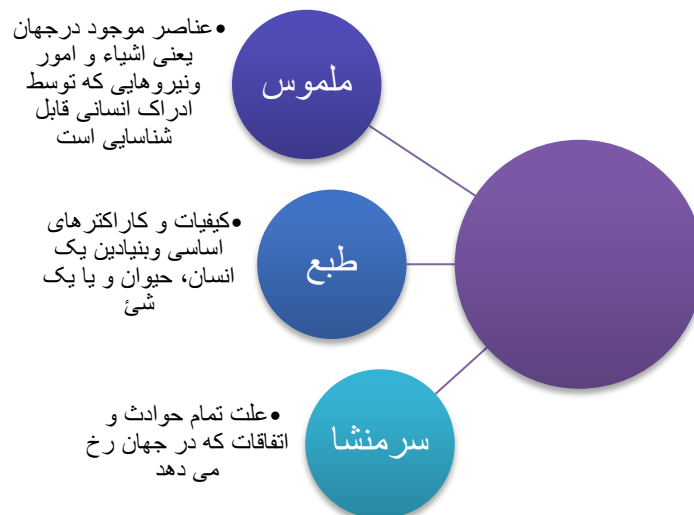 •عناصر موجود درجهان
یعنی اشیاء و امور
ونیروهایی که توسط
ادراک انسانی قابل
شناسایی است
ملموس
•کیفیات و کاراکترهای
اساسی وبنیادین یک
انسان، حیوان و یا یک
شئ
طبع
•علت تمام حوادث و
اتفاقات که در جهان رخ
می دهد
سرمنشا